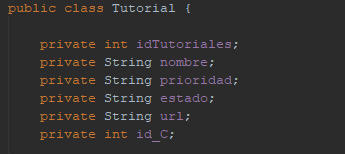 public class Tutorial {
private int idTutoriales;
private String nombre;
private String prioridad;
private String estado;
private String url;
private int id_C;